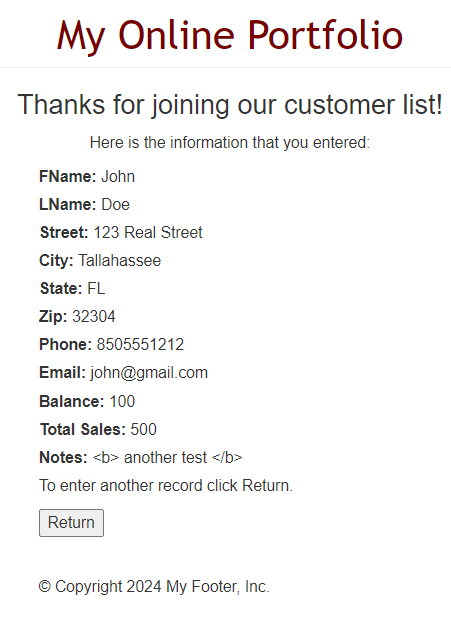 My Online Portfolio
Thanks for joining our customer list!
Here is the information that you entered:
FName: John
LName: Doe
Street: 123 Real Street
City: Tallahassee
State: FL
Zip: 32304
Phone: 8505551212
Email: john@gmail.com
Balance: 100
Total Sales: 500
Notes: <b> another test </b>
To enter another record click Return.
Return
© Copyright 2024 My Footer, Inc.